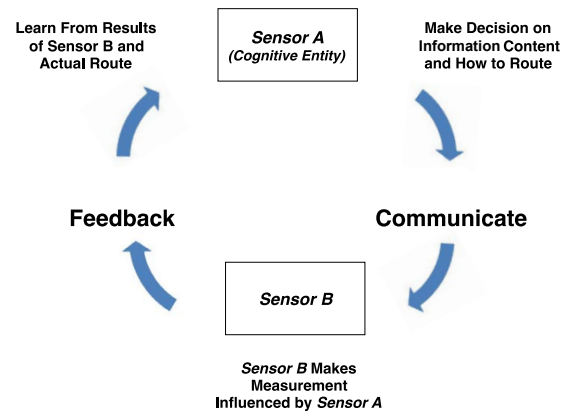 Learn From Results
of Sensor B and
Actual Route
Sensor A
(Cognitive Entity)
Make Decision on
Information Content
and How to Route
Feedback
Communicate
Sensor B
Sensor B Makes
Measurement
Influenced by Sensor A